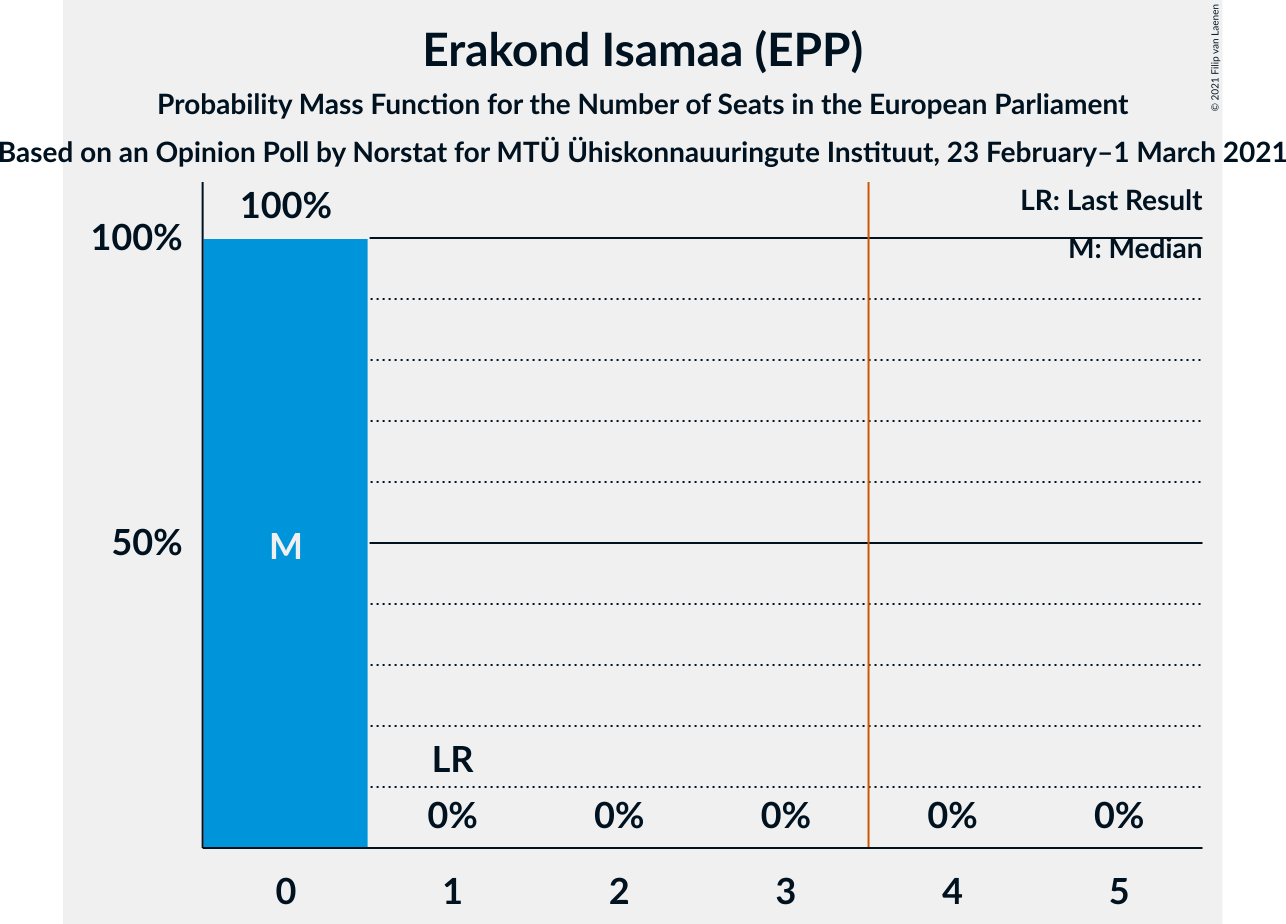 Erakond Isamaa (EPP)
Probability Mass Function for the Number of Seats in the European Parliament
Based on an Opinion Poll by Norstat for MTÜ Ühiskonnauuringute Instituut, 23 February–1 March 2021
© 2021 Filip van Laenen
LR: Last Result
M: Median
100%
100%
50%
M
LR
0% 0% 0% 0% 0%
0 1 2 3 4 5